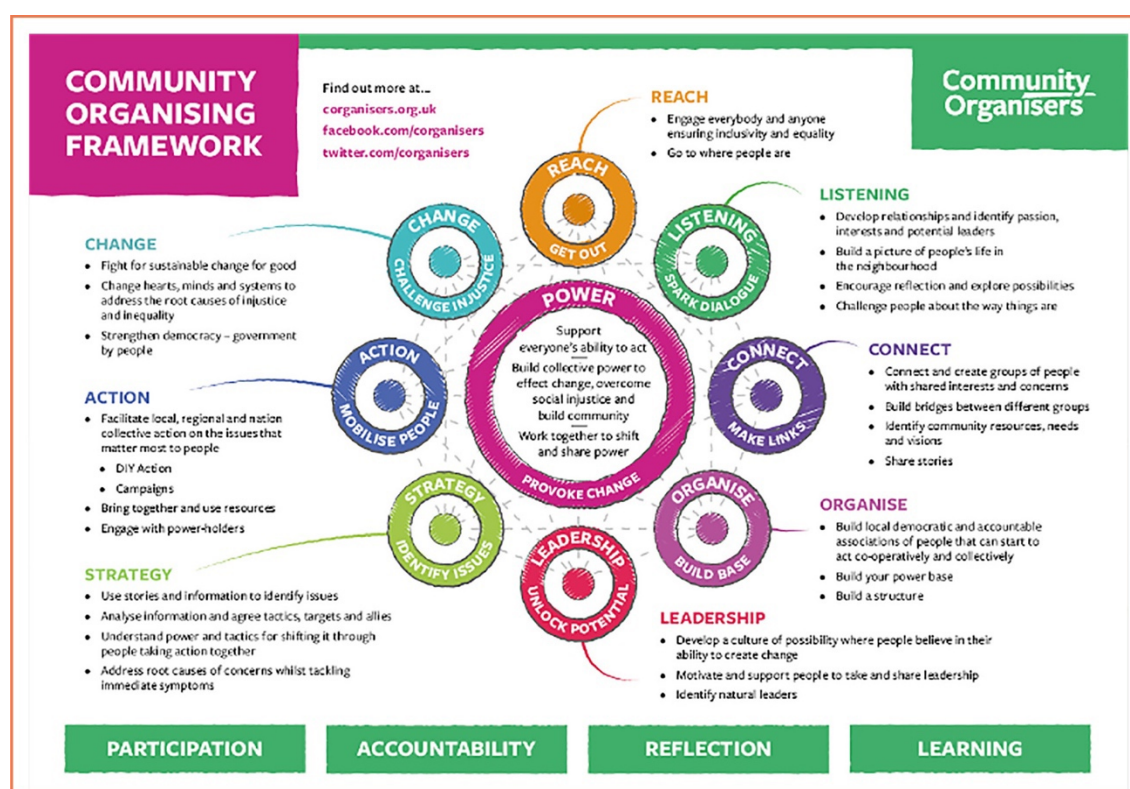 COMMUNITY
ORGANISING
FRAMEWORK
Find out more at...
corganisers.org.uk
facebook.com/corganisers
twitter.com/corganisers
Community
Organisers
REACH
• Engage everybody and anyone
ensuring inclusivity and equality
• Go to where people are
LISTENING
• Develop relationships and identify passion,
interests and potential leaders
• Build a picture of people's life in
the neighbourhood
• Encourage reflection and explore possibilities
• Challenge people about the way things are
CONNECT
• Connect and create groups of people
with shared interests and concerns
• Build bridges between different groups
• Identify community resources, needs
and visions
• Share stories
ORGANISE
• Build local democratic and accountable
associations of people that can start to
act co-operatively and collectively
• Build your power base
• Build a structure
LEADERSHIP
• Develop a culture of possibility where people believe in their
ability to create change
• Motivate and support people to take and share leadership
• Identify natural leaders
CHANGE
• Fight for sustainable change for good
• Change hearts, minds and systems to
address the root causes of injustice
and inequality
• Strengthen democracy – government
by people
ACTION
• Facilitate local, regional and nation
collective action on the issues that
matter most to people
• DIY Action
• Campaigns
• Bring together and use resources
• Engage with power-holders
STRATEGY
• Use stories and information to identify issues
• Analyse information and agree tactics, targets and allies
• Understand power and tactics for shifting it through
people taking action together
• Address root causes of concerns whilst tackling
immediate symptoms
REACH
GET OUT
LISTENING
SPARK DIALOGUE
CONNECT
MAKE LINKS
ORGANISE
BUILD BASE
LEADERSHIP
UNLOCK POTENTIAL
STRATEGY
IDENTIFY ISSUES
ACTION
MOBILISE PEOPLE
CHANGE
CHALLENGE INJUSTICE
POWER
Support
everyone's ability to act
Build collective power to
effect change, overcome
social injustice and
build community
Work together to shift
and share power
PROVOKE CHANGE
PARTICIPATION
ACCOUNTABILITY
REFLECTION
LEARNING